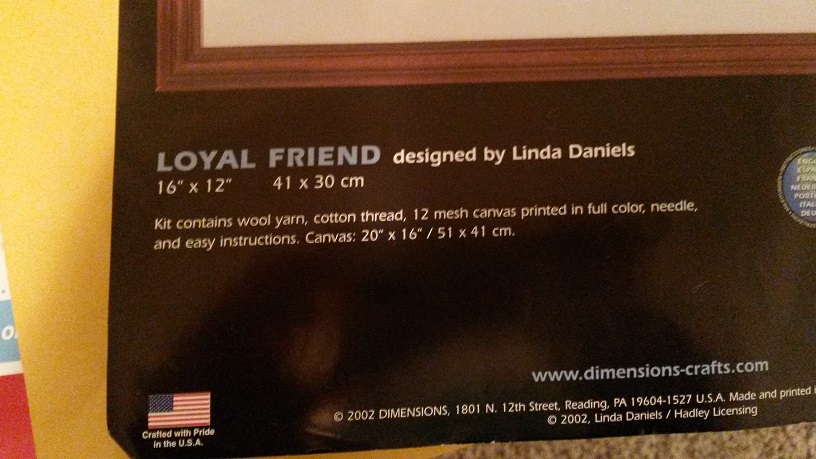 LOYAL FRIEND designed by Linda Daniels
16" x 12" 41 x 30 cm
Kit contains wool yarn, cotton thread, 12 mesh canvas printed in full color, needle,
and easy instructions. Canvas: 20" x 16" / 51 x 41 cm.
www.dimensions-crafts.com
© 2002 DIMENSIONS, 1801 N. 12th Street, Reading, PA 19604-1527 U.S.A. Made and printed
© 2002, Linda Daniels / Hadley Licensing
Crafted with Pride
in the U.S.A.